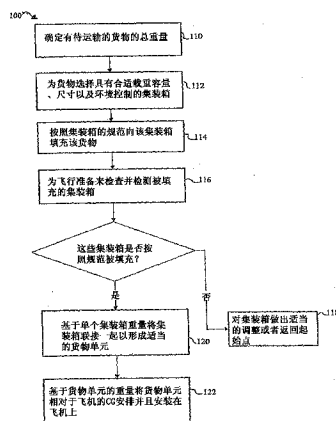 100
确定有待运输的货物的总重量
110
为货物选择具有合适载重容量
、尺寸以及环境控制的集装箱
112
按照集装箱的规范向该集装箱
填充该货物
114
为飞行准备来检查并检测被填
充的集装箱
116
这些集装箱是否按
照规范被填充？
是
否
基于单个集装箱重量将集
装箱联接一起以形成适当
的货物单元
120
对集装箱做出适当
的调整或者返回起
始点
基于货物单元的重量将货物单元
相对于飞机的CG安排并且安装在
飞机上
122